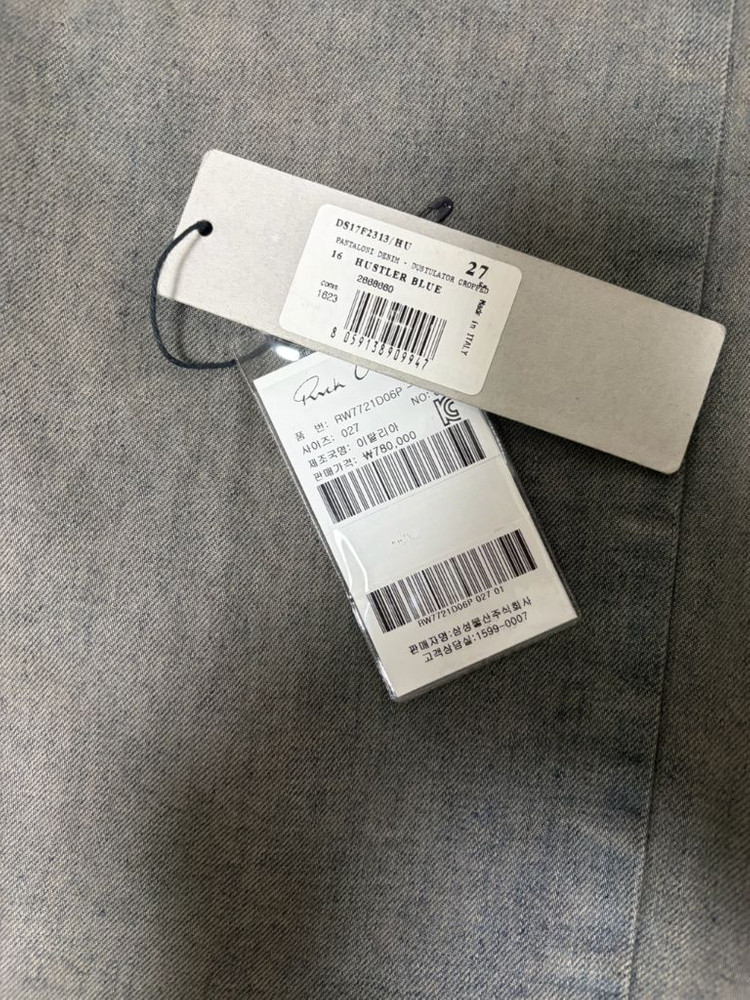 DS17F2313/HU
PANTALONI DENIM - DUSTULATOR CROPPED
27
16 HUSTLER BLUE
comm 2000000
1623
Made in ITALY
8 059138909947
품 번: RW7721D06P
NO:
사이즈: 027
제조국명: 이탈리아
판매가격: ₩780,000
RW7721D06P 027 01
판매자명:삼성물산주식회사
고객상담실:1599-0007